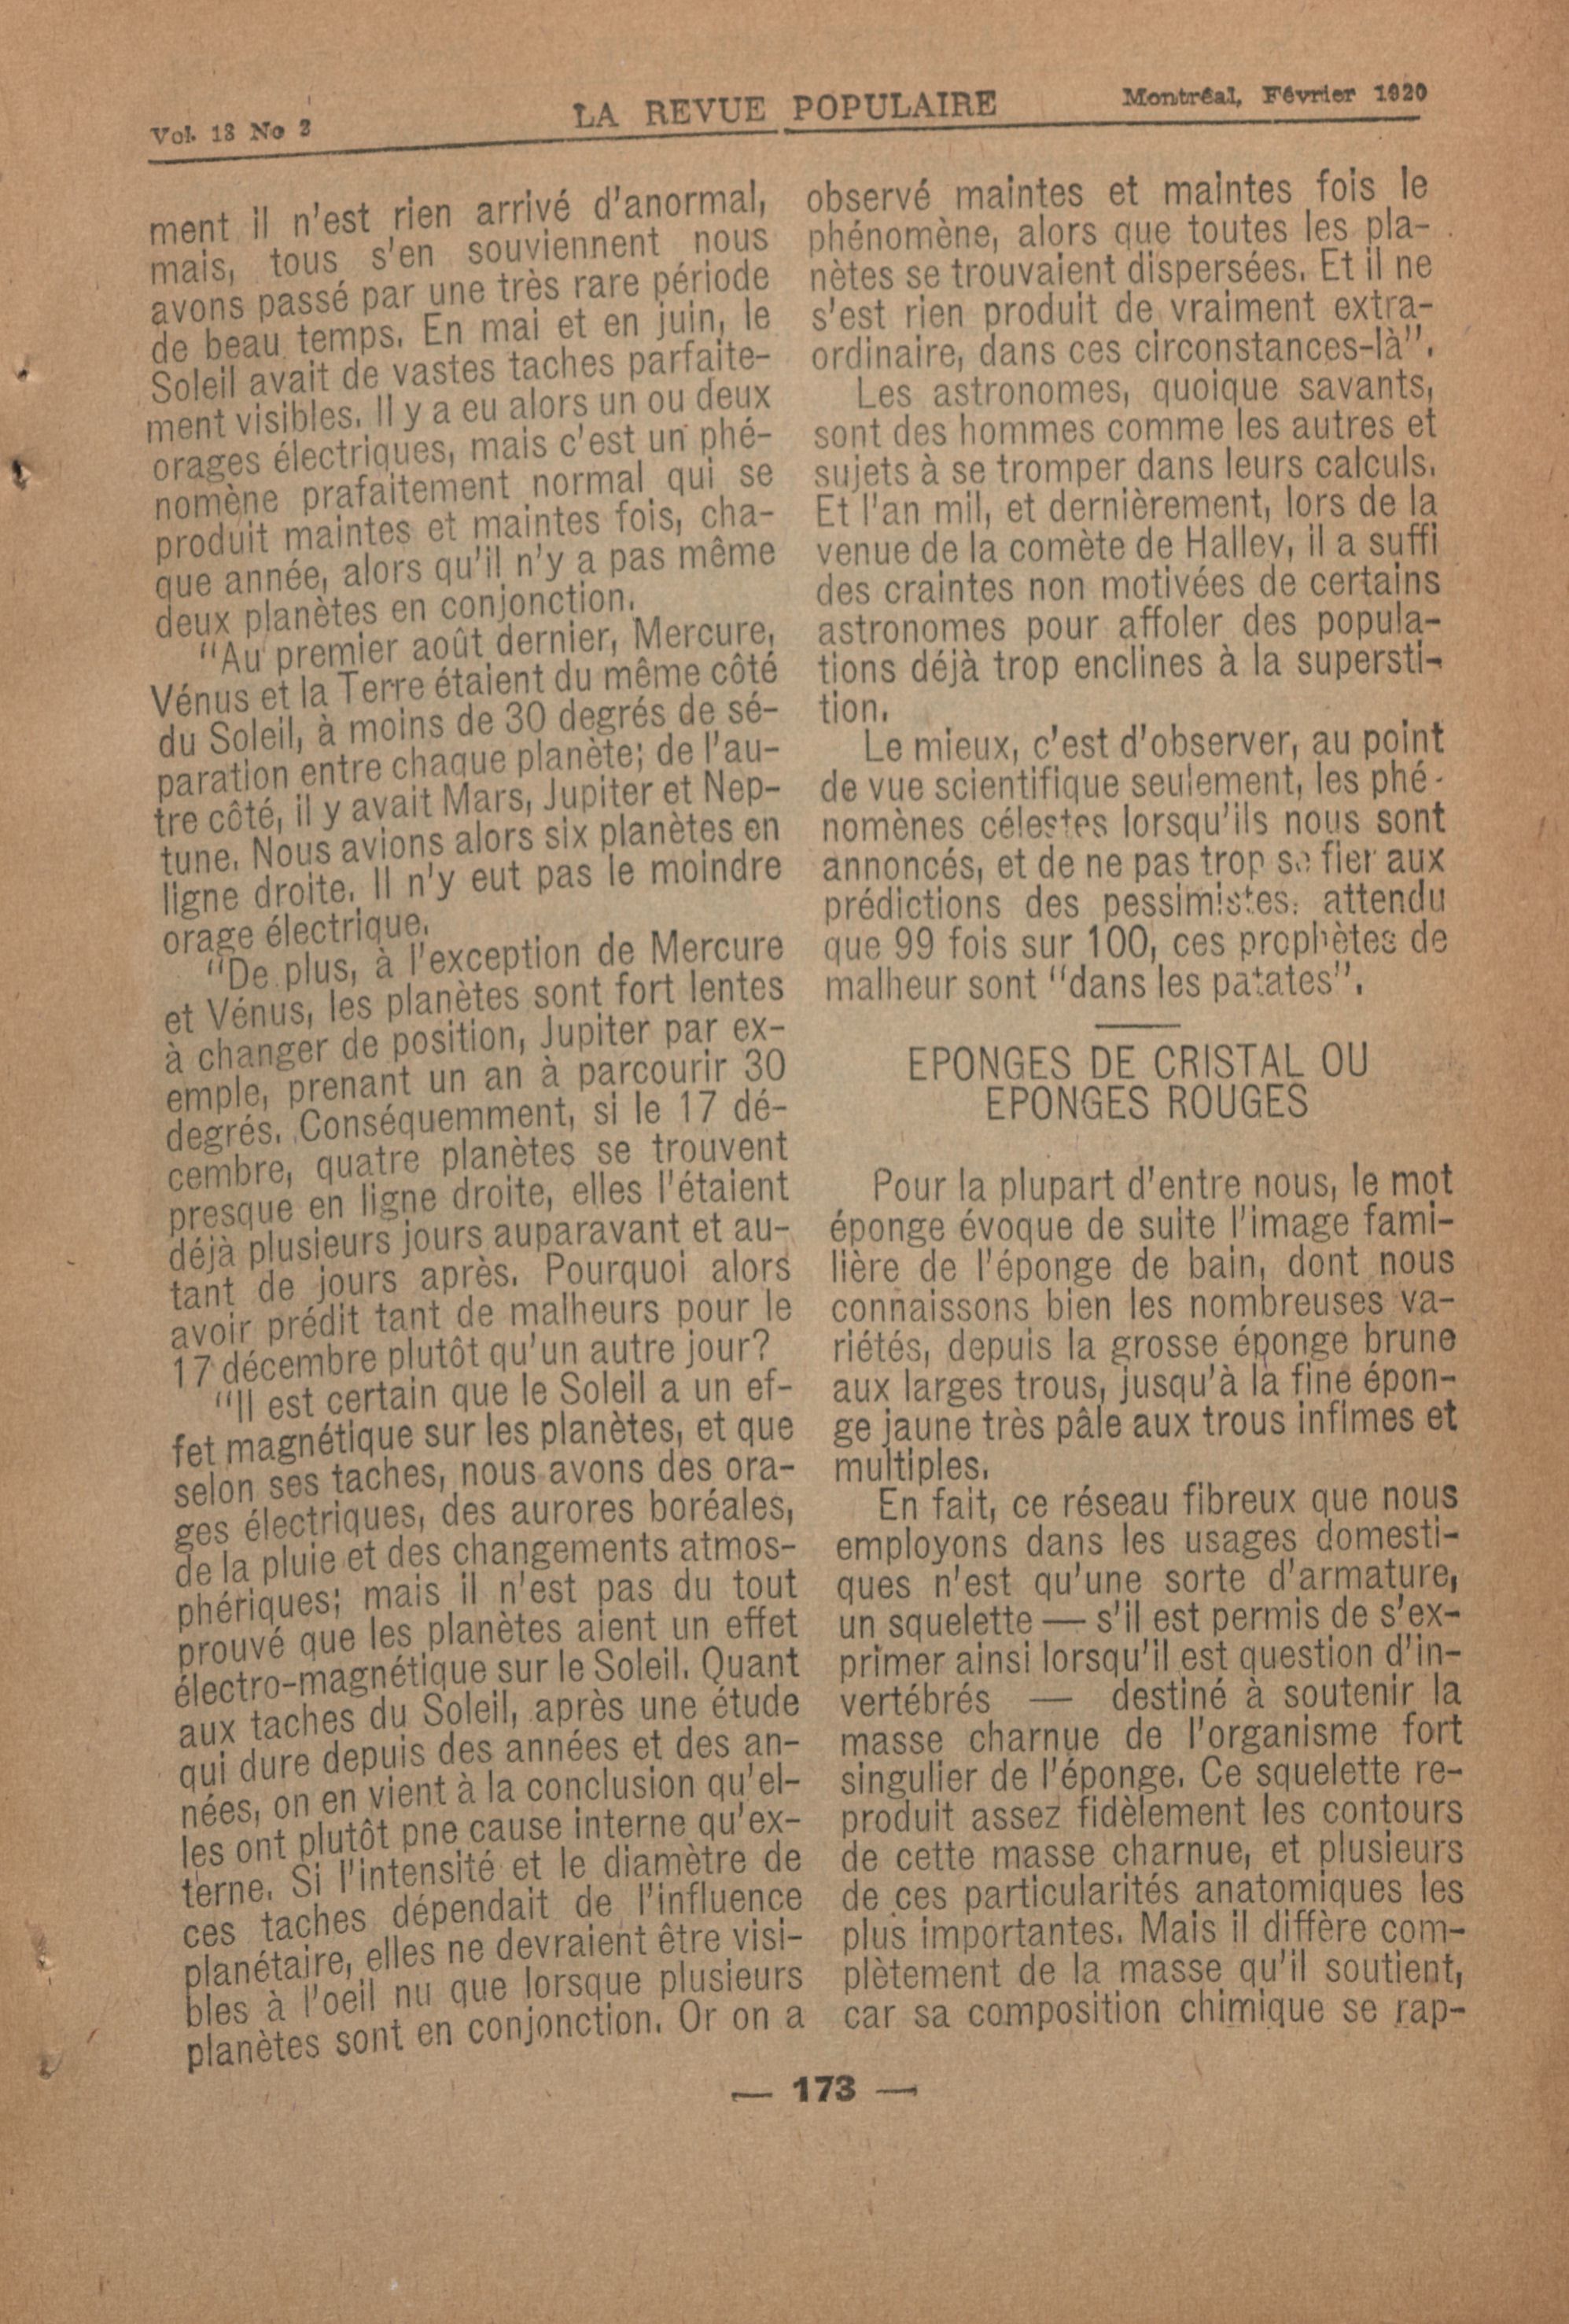 Vol. 13 No 2
LA REVUE POPULAIRE
Montréal, Février 1920
ment il n'est rien arrivé d'anormal,
mais, tous s'en souviennent nous
avons passé par une très rare période
de beau temps. En mai et en juin, le
Soleil avait de vastes taches parfaite-
ment visibles. Il y a eu alors un ou deux
orages électriques, mais c'est un phé-
nomène prafaitement normal qui se
produit maintes et maintes fois, cha-
que année, alors qu'il n'y a pas même
deux planètes en conjonction.
"Au premier août dernier, Mercure,
Vénus et la Terre étaient du même côté
du Soleil, à moins de 30 degrés de sé-
paration entre chaque planète; de l'au-
tre côté, il y avait Mars, Jupiter et Nep-
tune. Nous avions alors six planètes en
ligne droite. Il n'y eut pas le moindre
orage électrique.
"De plus, à l'exception de Mercure
et Vénus, les planètes sont fort lentes
à changer de position, Jupiter par ex-
emple, prenant un an à parcourir 30
degrés. Conséquemment, si le 17 dé-
cembre, quatre planètes se trouvent
presque en ligne droite, elles l'étaient
déjà plusieurs jours auparavant et au-
tant de jours après. Pourquoi alors
avoir prédit tant de malheurs pour le
17 décembre plutôt qu'un autre jour?
"Il est certain que le Soleil a un ef-
fet magnétique sur les planètes, et que
selon ses taches, nous avons des ora-
ges électriques, des aurores boréales,
de la pluie et des changements atmos-
phériques; mais il n'est pas du tout
prouvé que les planètes aient un effet
électro-magnétique sur le Soleil. Quant
aux taches du Soleil, après une étude
qui dure depuis des années et des an-
nées, on en vient à la conclusion qu'el-
les ont plutôt pne cause interne qu'ex-
terne. Si l'intensité et le diamètre de
ces taches dépendait de l'influence
planétaire, elles ne devraient être visi-
bles à l'oeil nu que lorsque plusieurs
planètes sont en conjonction. Or on a
observé maintes et maintes fois le
phénomène, alors que toutes les pla-
nètes se trouvaient dispersées. Et il ne
s'est rien produit de vraiment extra-
ordinaire, dans ces circonstances-là".
Les astronomes, quoique savants,
sont des hommes comme les autres et
sujets à se tromper dans leurs calculs.
Et l'an mil, et dernièrement, lors de la
venue de la comète de Halley, il a suffi
des craintes non motivées de certains
astronomes pour affoler des popula-
tions déjà trop enclines à la supersti-
tion.
Le mieux, c'est d'observer, au point
de vue scientifique seulement, les phé-
nomènes célestes lorsqu'ils nous sont
annoncés, et de ne pas trop se fier aux
prédictions des pessimistes, attendu
que 99 fois sur 100, ces prophètes de
malheur sont "dans les patates".
EPONGES DE CRISTAL OU
EPONGES ROUGES
Pour la plupart d'entre nous, le mot
éponge évoque de suite l'image fami-
lière de l'éponge de bain, dont nous
connaissons bien les nombreuses va-
riétés, depuis la grosse éponge brune
aux larges trous, jusqu'à la fine épon-
ge jaune très pâle aux trous infimes et
multiples.
En fait, ce réseau fibreux que nous
employons dans les usages domesti-
ques n'est qu'une sorte d'armature,
un squelette — s'il est permis de s'ex-
primer ainsi lorsqu'il est question d'in-
vertébrés — destiné à soutenir la
masse charnue de l'organisme fort
singulier de l'éponge. Ce squelette re-
produit assez fidèlement les contours
de cette masse charnue, et plusieurs
de ces particularités anatomiques les
plus importantes. Mais il diffère com-
plètement de la masse qu'il soutient,
car sa composition chimique se rap-
— 173 —